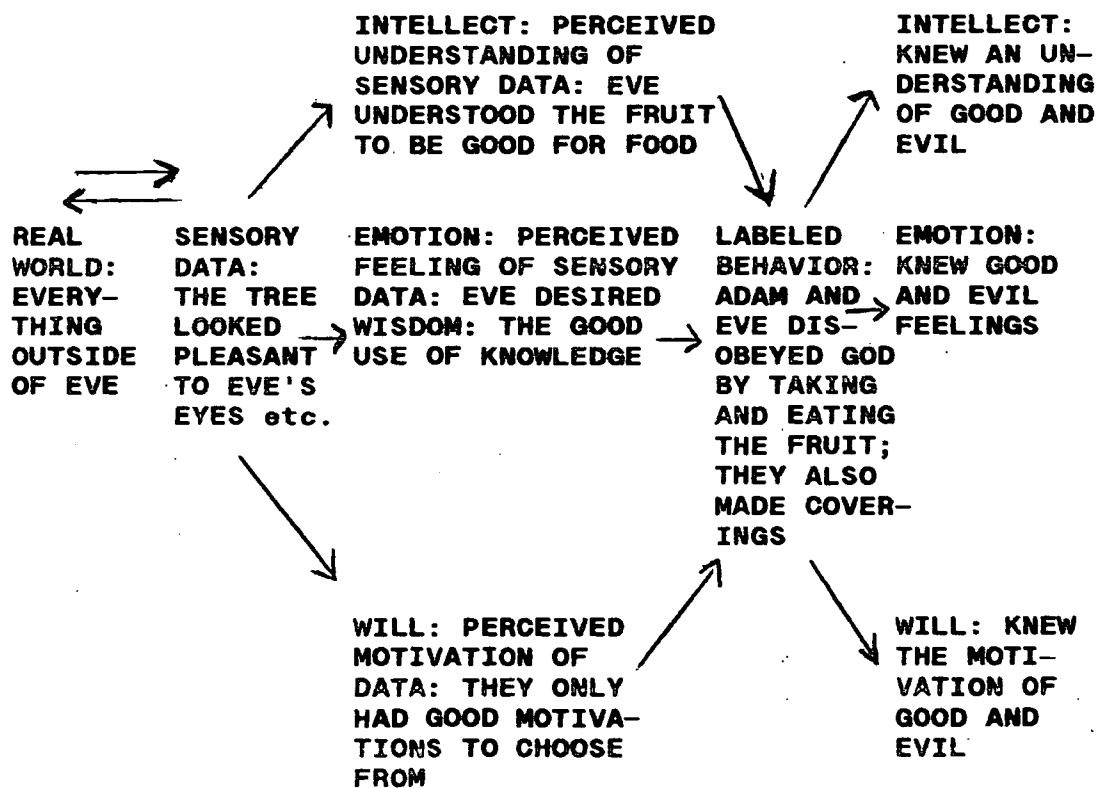 INTELLECT: PERCEIVED
UNDERSTANDING OF
SENSORY DATA: EVE
UNDERSTOOD THE FRUIT
TO BE GOOD FOR FOOD
INTELLECT:
KNEW AN UN-
DERSTANDING
OF GOOD AND
EVIL
REAL
WORLD:
EVERY-
THING
OUTSIDE
OF EVE
SENSORY
DATA:
THE TREE
LOOKED
PLEASANT
TO EVE'S
EYES etc.
EMOTION: PERCEIVED
FEELING OF SENSORY
DATA: EVE DESIRED
WISDOM: THE GOOD
USE OF KNOWLEDGE
LABELED
BEHAVIOR:
ADAM AND
EVE DIS-
OBEYED GOD
BY TAKING
AND EATING
THE FRUIT;
THEY ALSO
MADE COVER-
INGS
EMOTION:
KNEW GOOD
AND EVIL
FEELINGS
WILL: PERCEIVED
MOTIVATION OF
DATA: THEY ONLY
HAD GOOD MOTIVA-
TIONS TO CHOOSE
FROM
WILL: KNEW
THE MOTI-
VATION OF
GOOD AND
EVIL